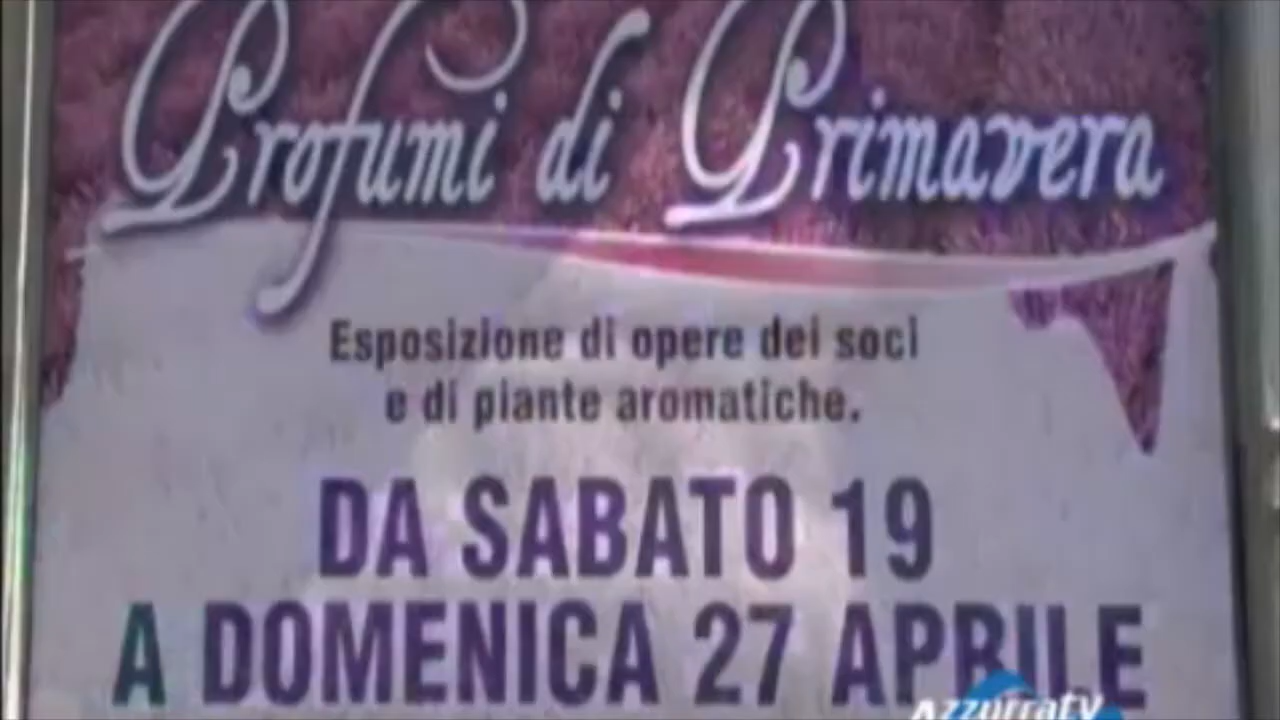 Profumi di Primavera
Esposizione di opere dei soci
e di piante aromatiche.
DA SABATO 19
A DOMENICA 27 APRILE
Azzurratv